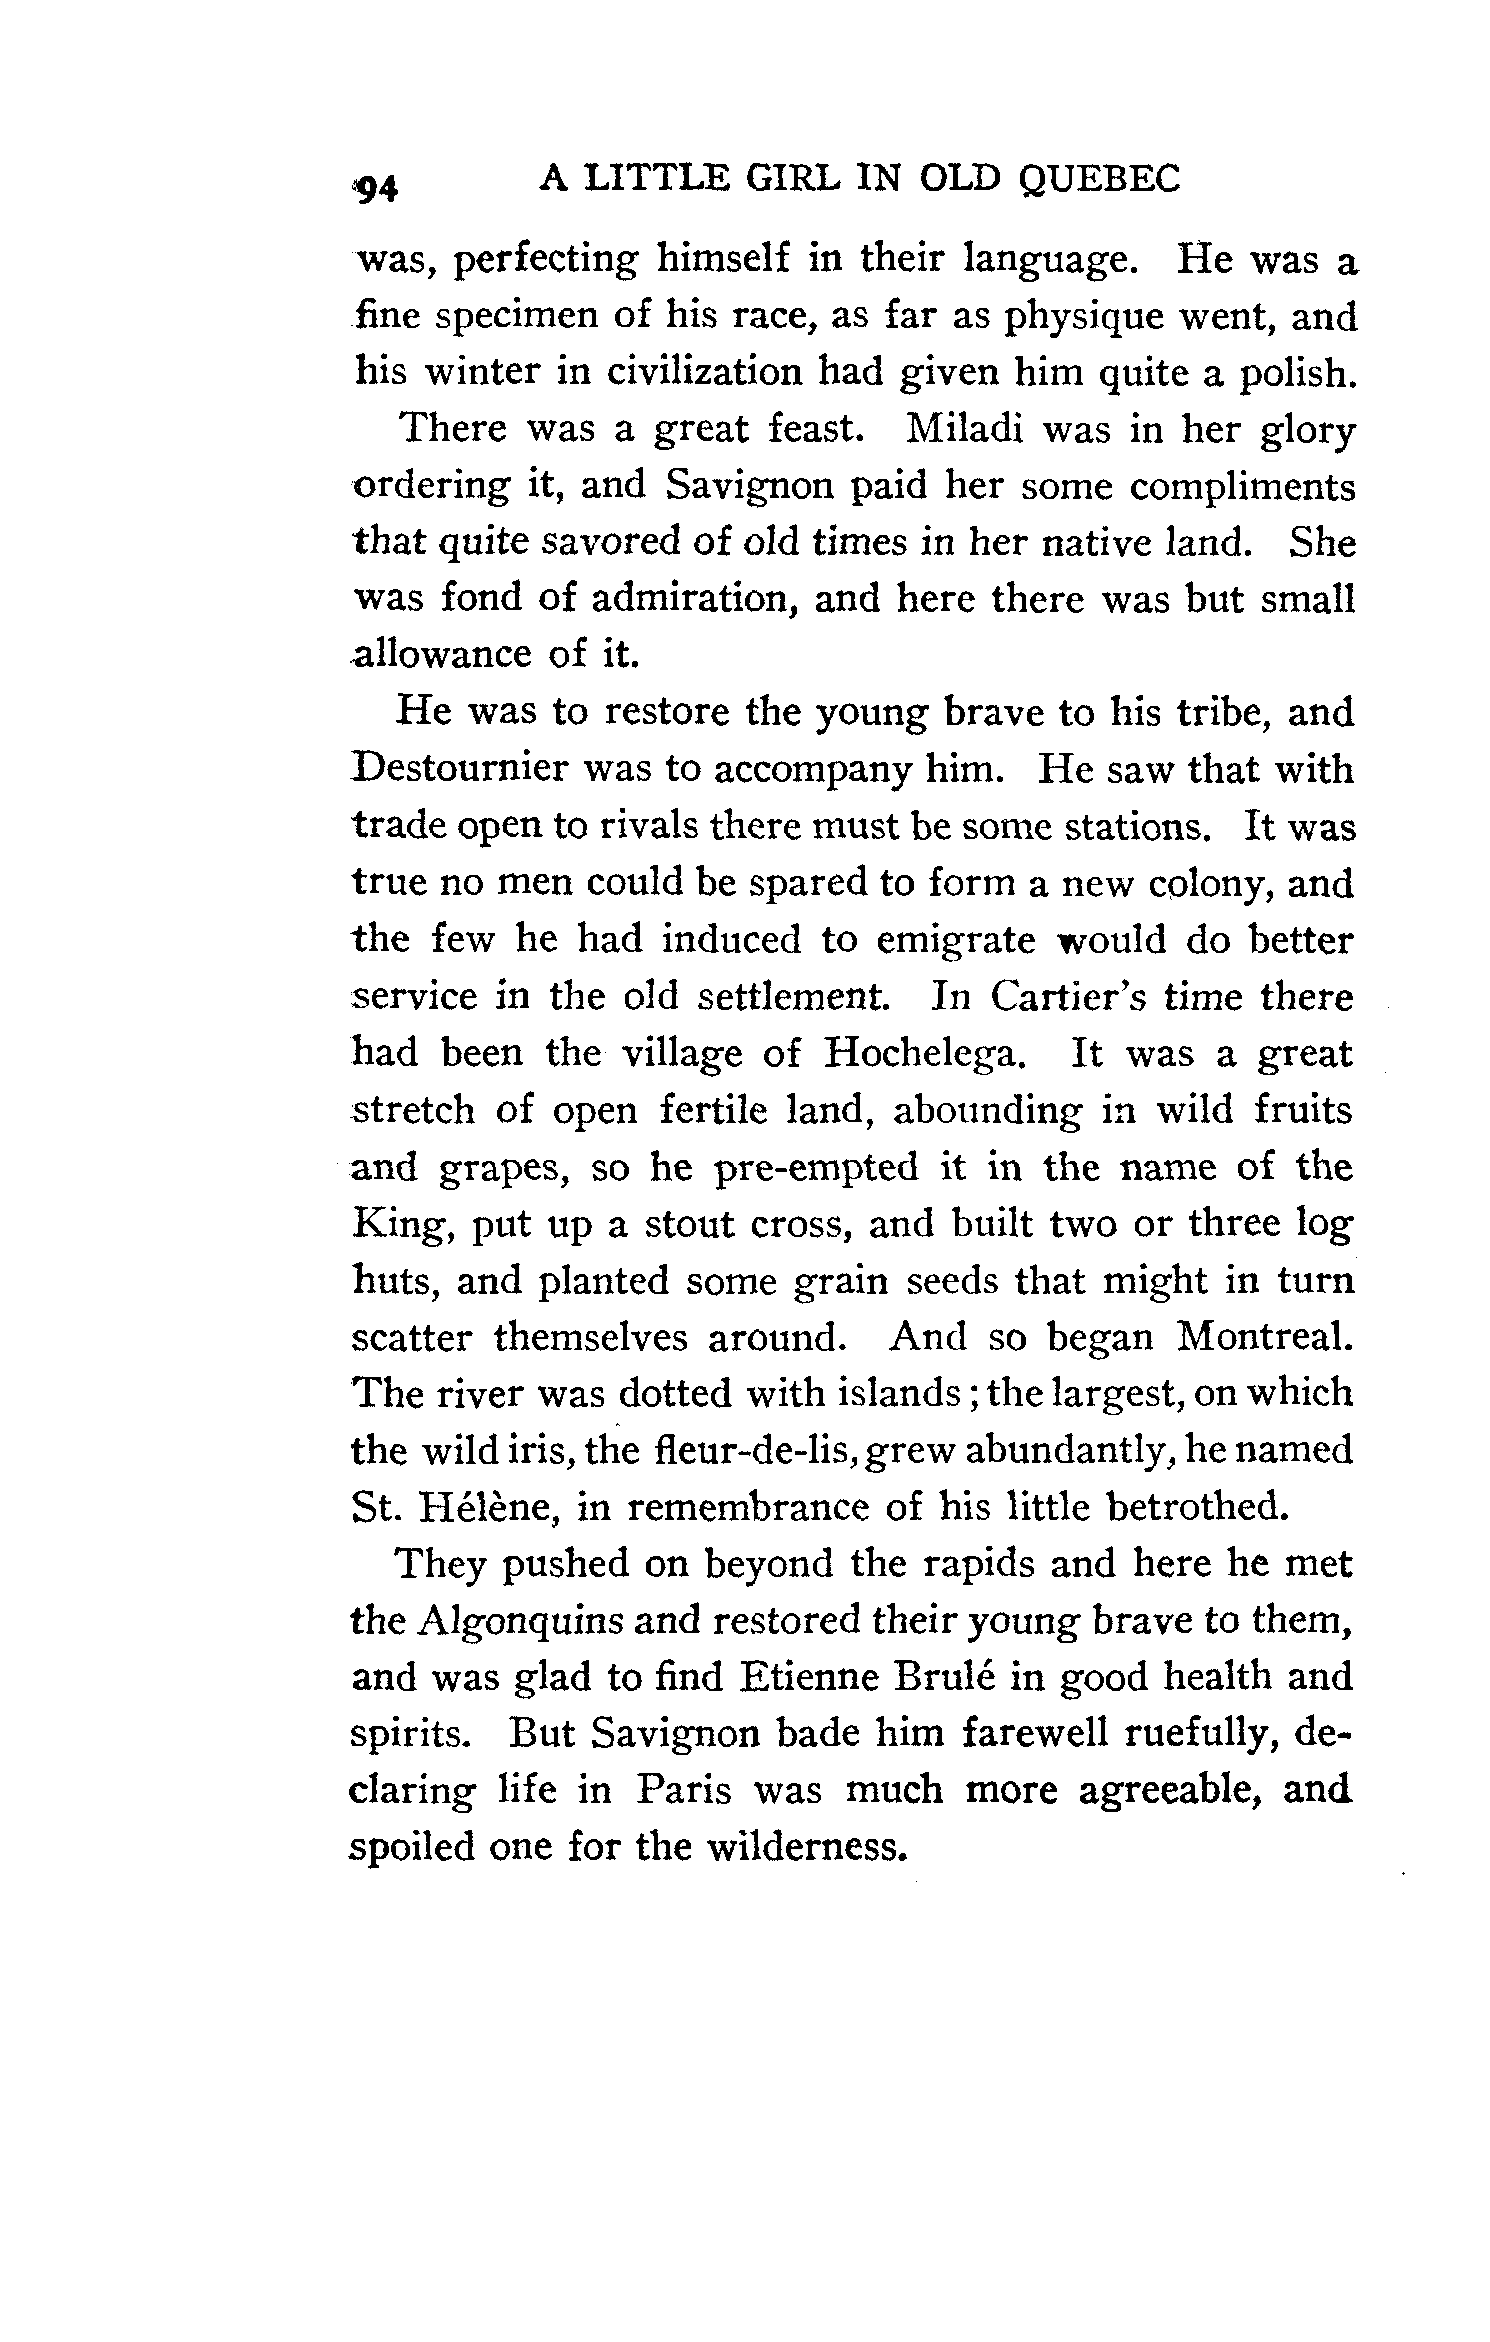 94 A LITTLE GIRL IN OLD QUEBEC
was, perfecting himself in their language. He was a
fine specimen of his race, as far as physique went, and
his winter in civilization had given him quite a polish.
There was a great feast. Miladi was in her glory
ordering it, and Savignon paid her some compliments
that quite savored of old times in her native land. She
was fond of admiration, and here there was but small
allowance of it.
He was to restore the young brave to his tribe, and
Destournier was to accompany him. He saw that with
trade open to rivals there must be some stations. It was
true no men could be spared to form a new colony, and
the few he had induced to emigrate would do better
service in the old settlement. In Cartier's time there
had been the village of Hochelega. It was a great
stretch of open fertile land, abounding in wild fruits
and grapes, so he pre-empted it in the name of the
King, put up a stout cross, and built two or three log
huts, and planted some grain seeds that might in turn
scatter themselves around. And so began Montreal.
The river was dotted with islands; the largest, on which
the wild iris, the fleur-de-lis, grew abundantly, he named
St. Hélène, in remembrance of his little betrothed.
They pushed on beyond the rapids and here he met
the Algonquins and restored their young brave to them,
and was glad to find Etienne Brulé in good health and
spirits. But Savignon bade him farewell ruefully, de-
claring life in Paris was much more agreeable, and
spoiled one for the wilderness.